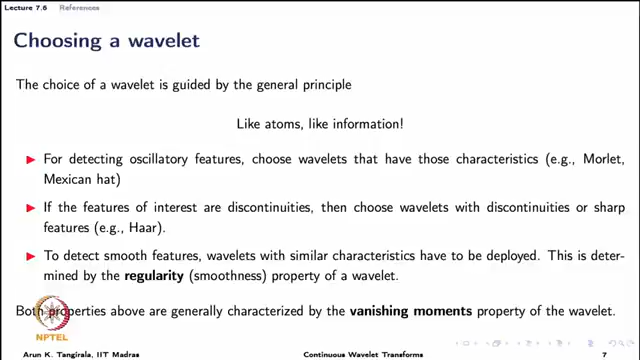 Lecture 7.6 References
Choosing a wavelet
The choice of a wavelet is guided by the general principle
Like atoms, like information!
For detecting oscillatory features, choose wavelets that have those characteristics (e.g., Morlet,
Mexican hat)
If the features of interest are discontinuities, then choose wavelets with discontinuities or sharp
features (e.g., Haar).
To detect smooth features, wavelets with similar characteristics have to be deployed. This is deter-
mined by the regularity (smoothness) property of a wavelet.
Both properties above are generally characterized by the vanishing moments property of the wavelet.
NPTEL
Arun K. Tangirala, IIT Madras Continuous Wavelet Transforms 7